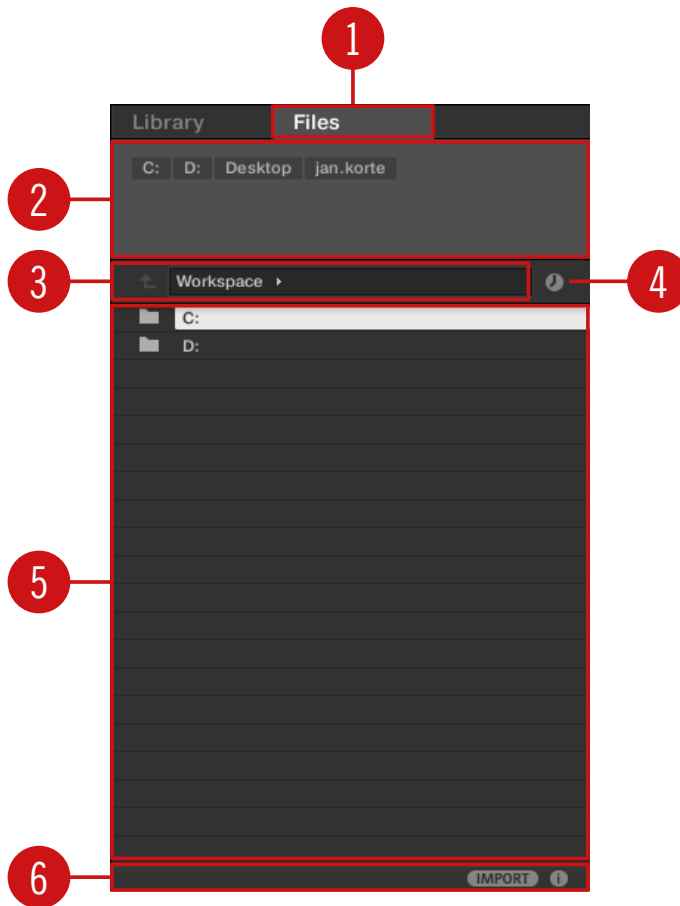 1
Library Files
2
C: D: Desktop jan.korte
3
Workspace
4
C:
D:
5
6
IMPORT i